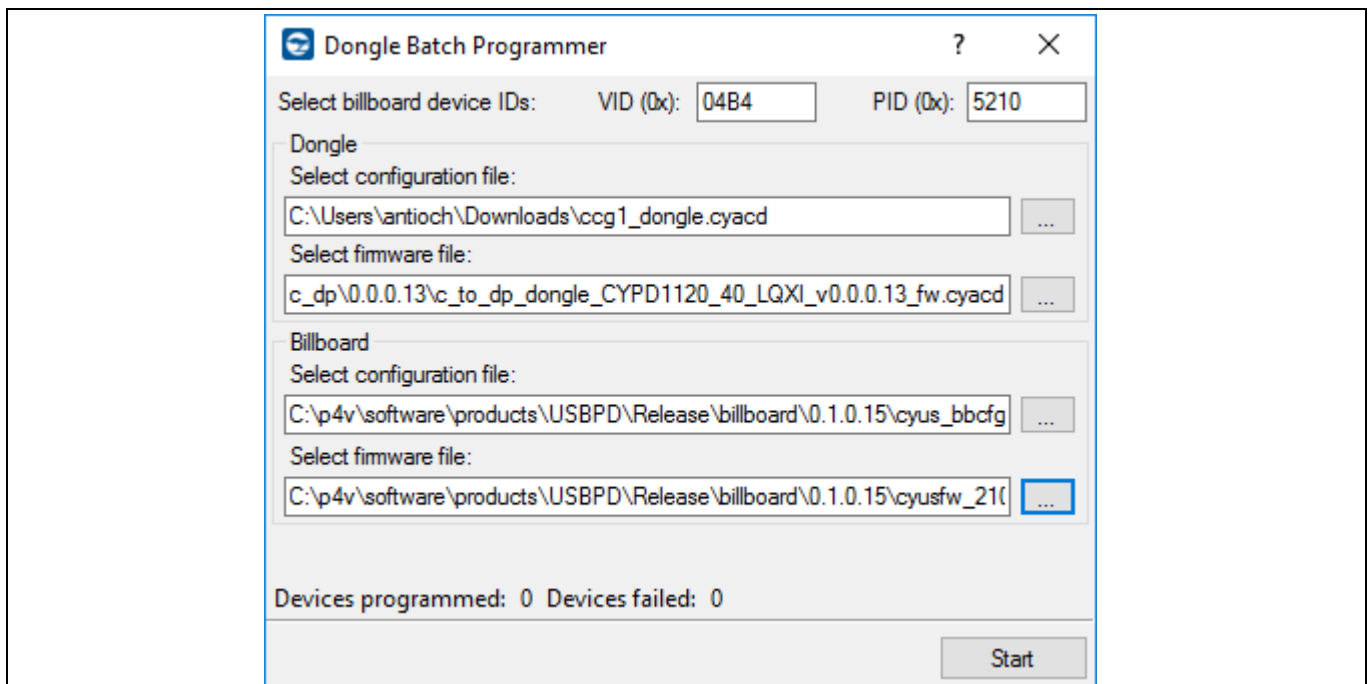 Dongle Batch Programmer ?
Select billboard device IDs: VID (0x): 04B4 PID (0x): 5210
Dongle
Select configuration file:
C:\Users\antioch\Downloads\ccg1_dongle.cyacd ...
Select firmware file:
c_dp\0.0.0.13\c_to_dp_dongle_CYPD1120_40_LQXI_v0.0.0.13_fw.cyacd ...
Billboard
Select configuration file:
C:\p4v\software\products\USBPD\Release\billboard\0.1.0.15\cyus_bbcfg ...
Select firmware file:
C:\p4v\software\products\USBPD\Release\billboard\0.1.0.15\cyusfw_210 ...
Devices programmed: 0 Devices failed: 0
Start